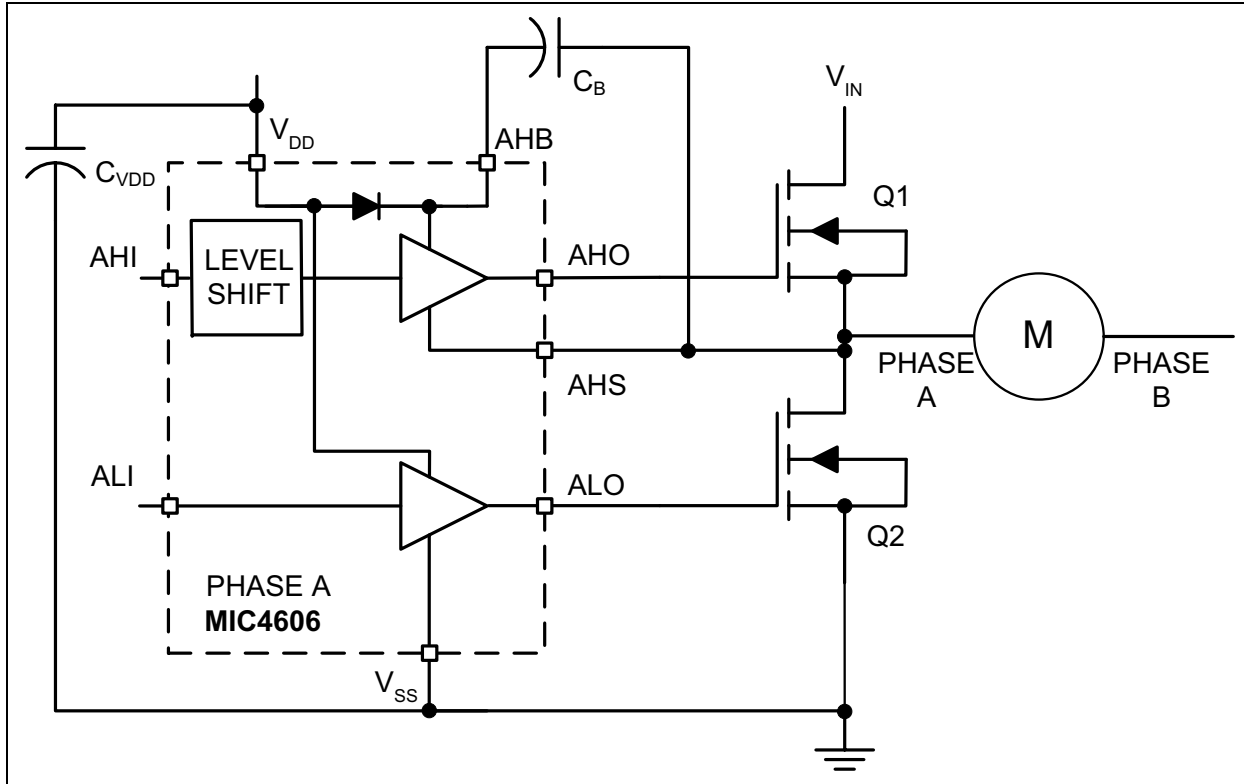 C_B
V_IN
V_DD
AHB
C_VDD
Q1
AHI
LEVEL
SHIFT
AHO
M
AHS
PHASE
A
PHASE
B
ALI
ALO
Q2
PHASE A
MIC4606
V_SS